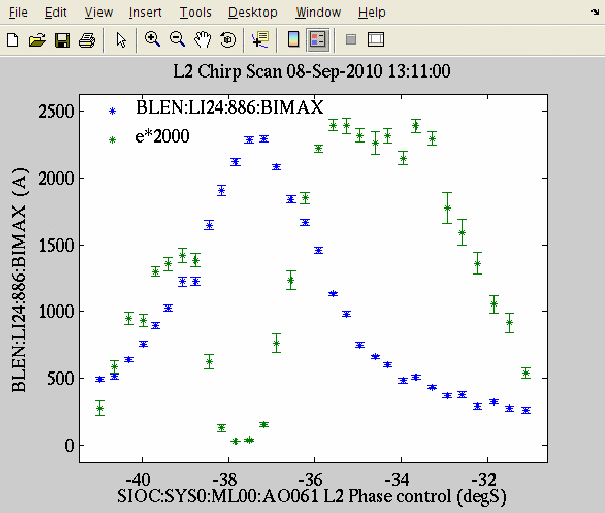 File Edit View Insert Tools Desktop Window Help
L2 Chirp Scan 08-Sep-2010 13:11:00
BLEN:LI24:886:BIMAX
e*2000
BLEN:LI24:886:BIMAX (A)
2500
2000
1500
1000
500
0
-40 -38 -36 -34 -32
SIOC:SYS0:ML00:AO061 L2 Phase control (degS)